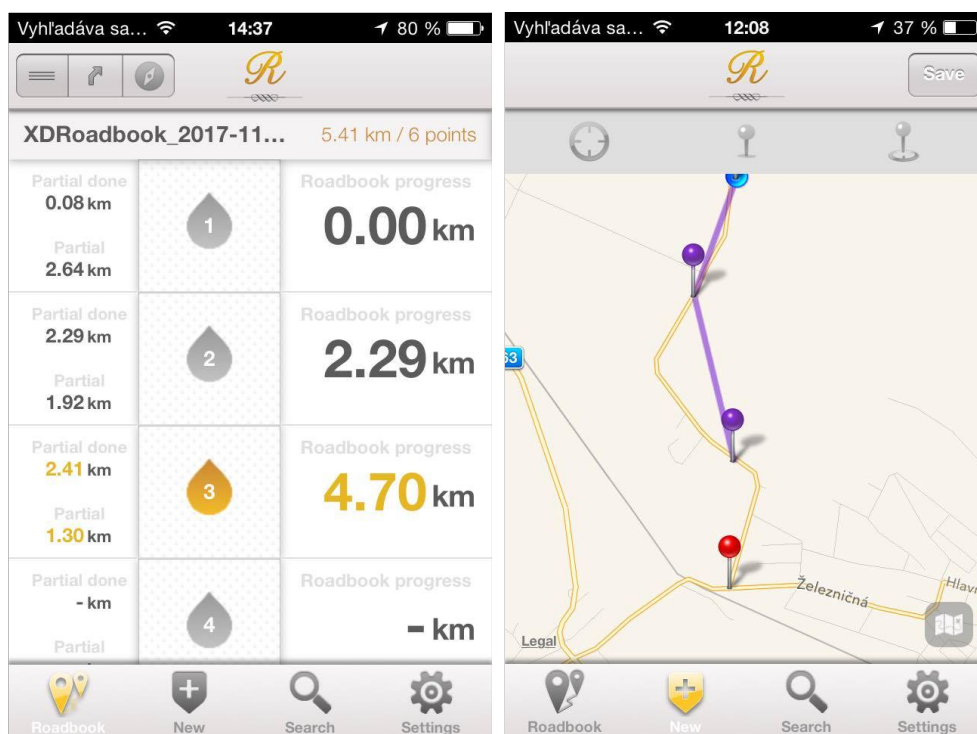 Vyhľadáva sa... 14:37 80 %
R
XDRoadbook_2017-11... 5.41 km / 6 points
Partial done
0.08 km
Partial
2.64 km
1
Roadbook progress
0.00 km
Partial done
2.29 km
Partial
1.92 km
2
Roadbook progress
2.29 km
Partial done
2.41 km
Partial
1.30 km
3
Roadbook progress
4.70 km
Partial done
- km
Partial
4
Roadbook progress
- km
Roadbook New Search Settings
Vyhľadáva sa... 12:08 37 %
R
Save
63
Železničná
Hlavn
Legal
Roadbook New Search Settings